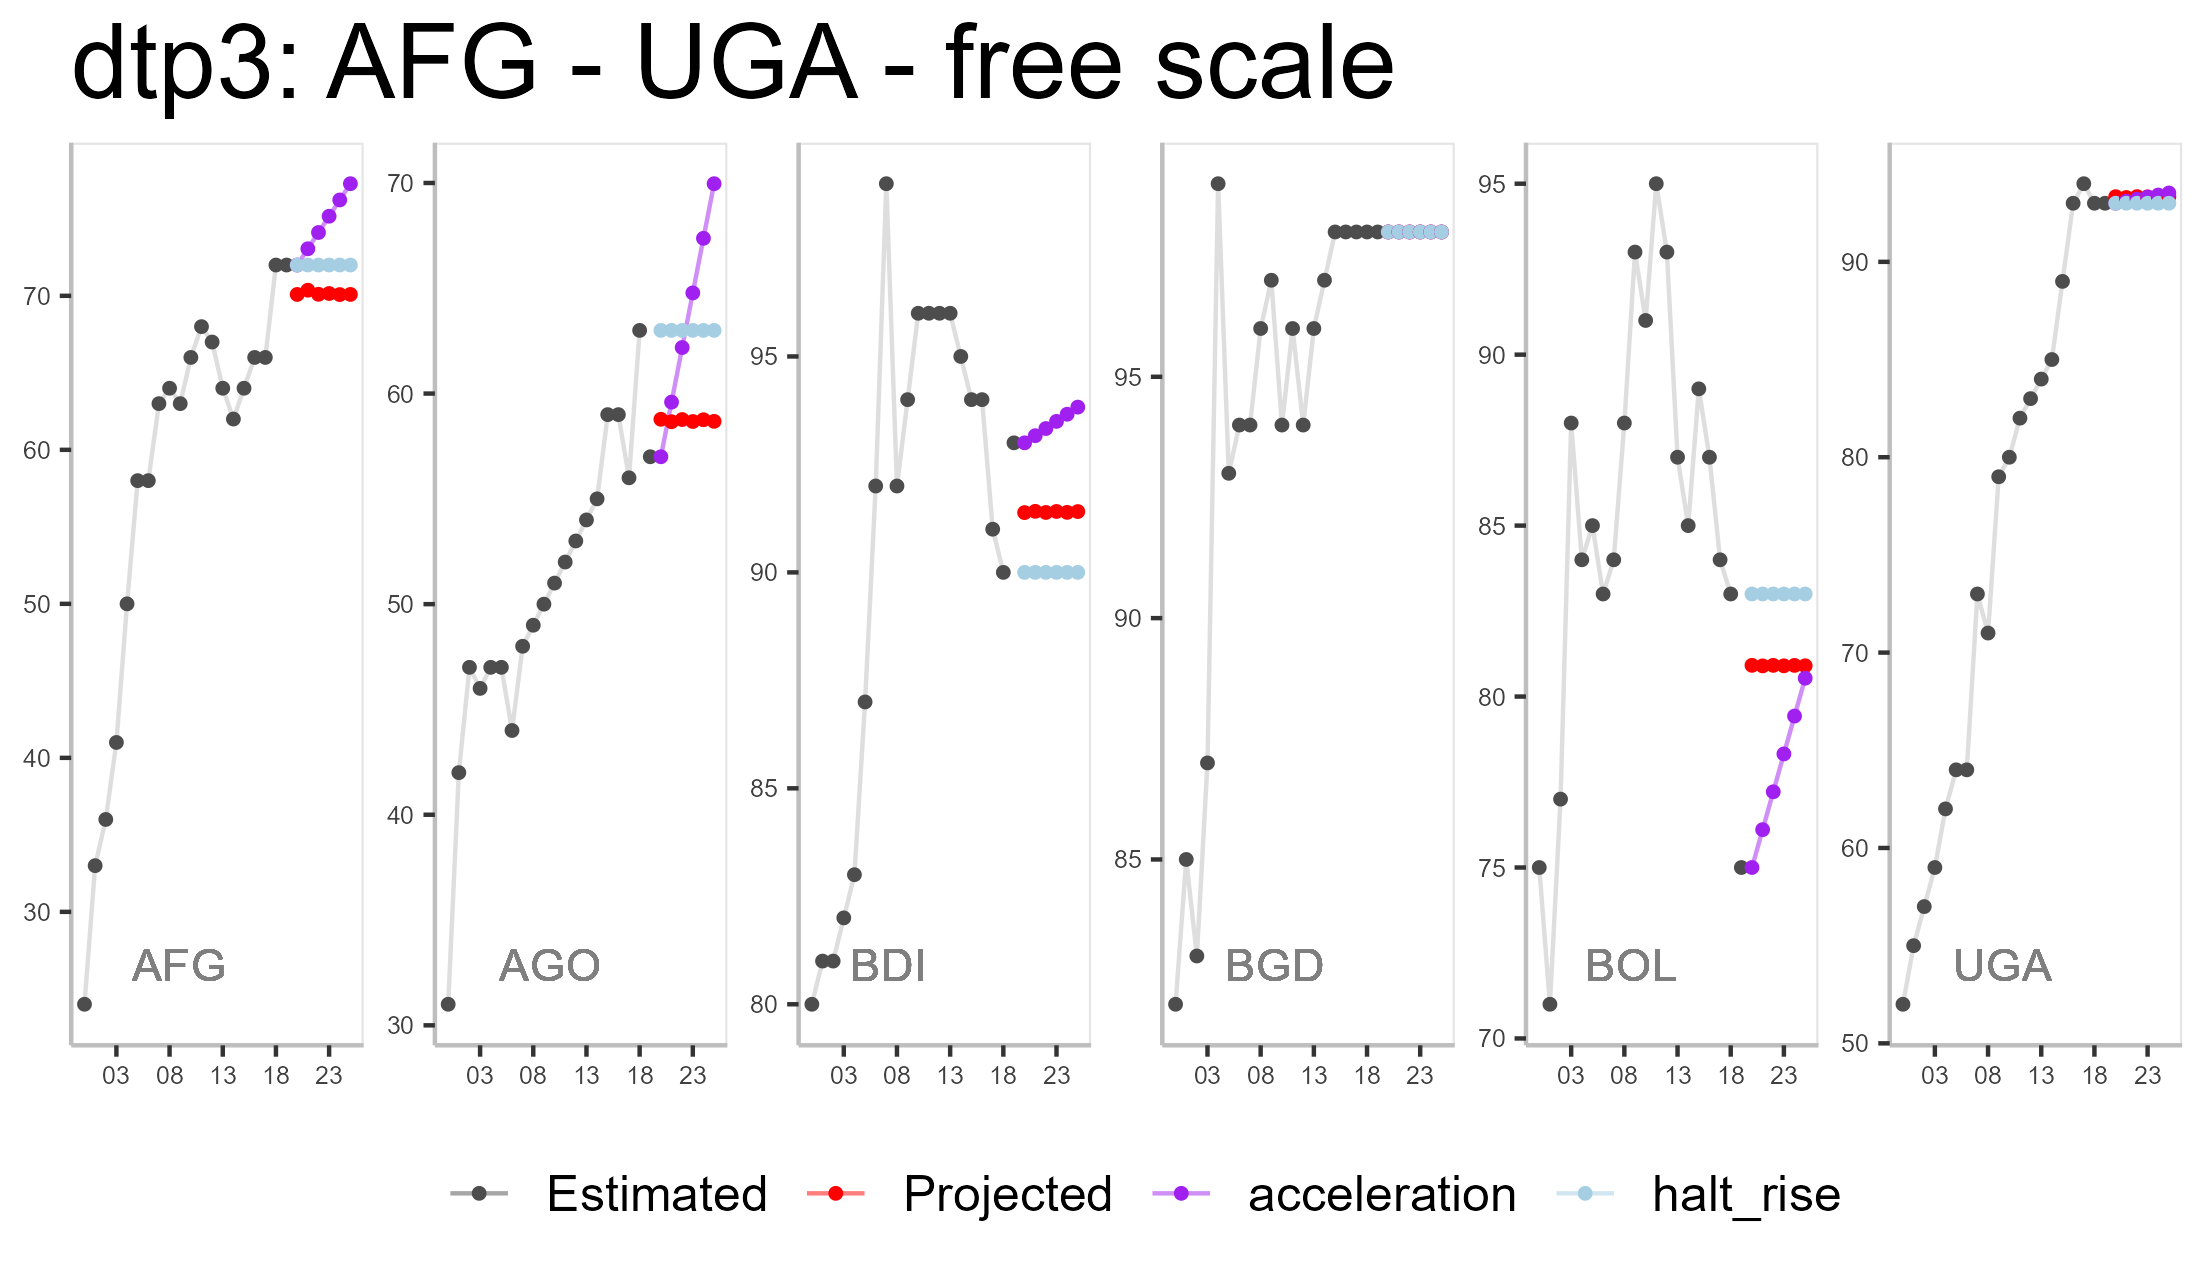 dtp3: AFG - UGA - free scale
70
60
50
40
30
AFG
03 08 13 18 23
70
60
50
40
30
AGO
03 08 13 18 23
95
90
85
80
BDI
03 08 13 18 23
95
90
85
BGD
03 08 13 18 23
95
90
85
80
75
70
BOL
03 08 13 18 23
90
80
70
60
50
UGA
03 08 13 18 23
Estimated Projected acceleration halt_rise